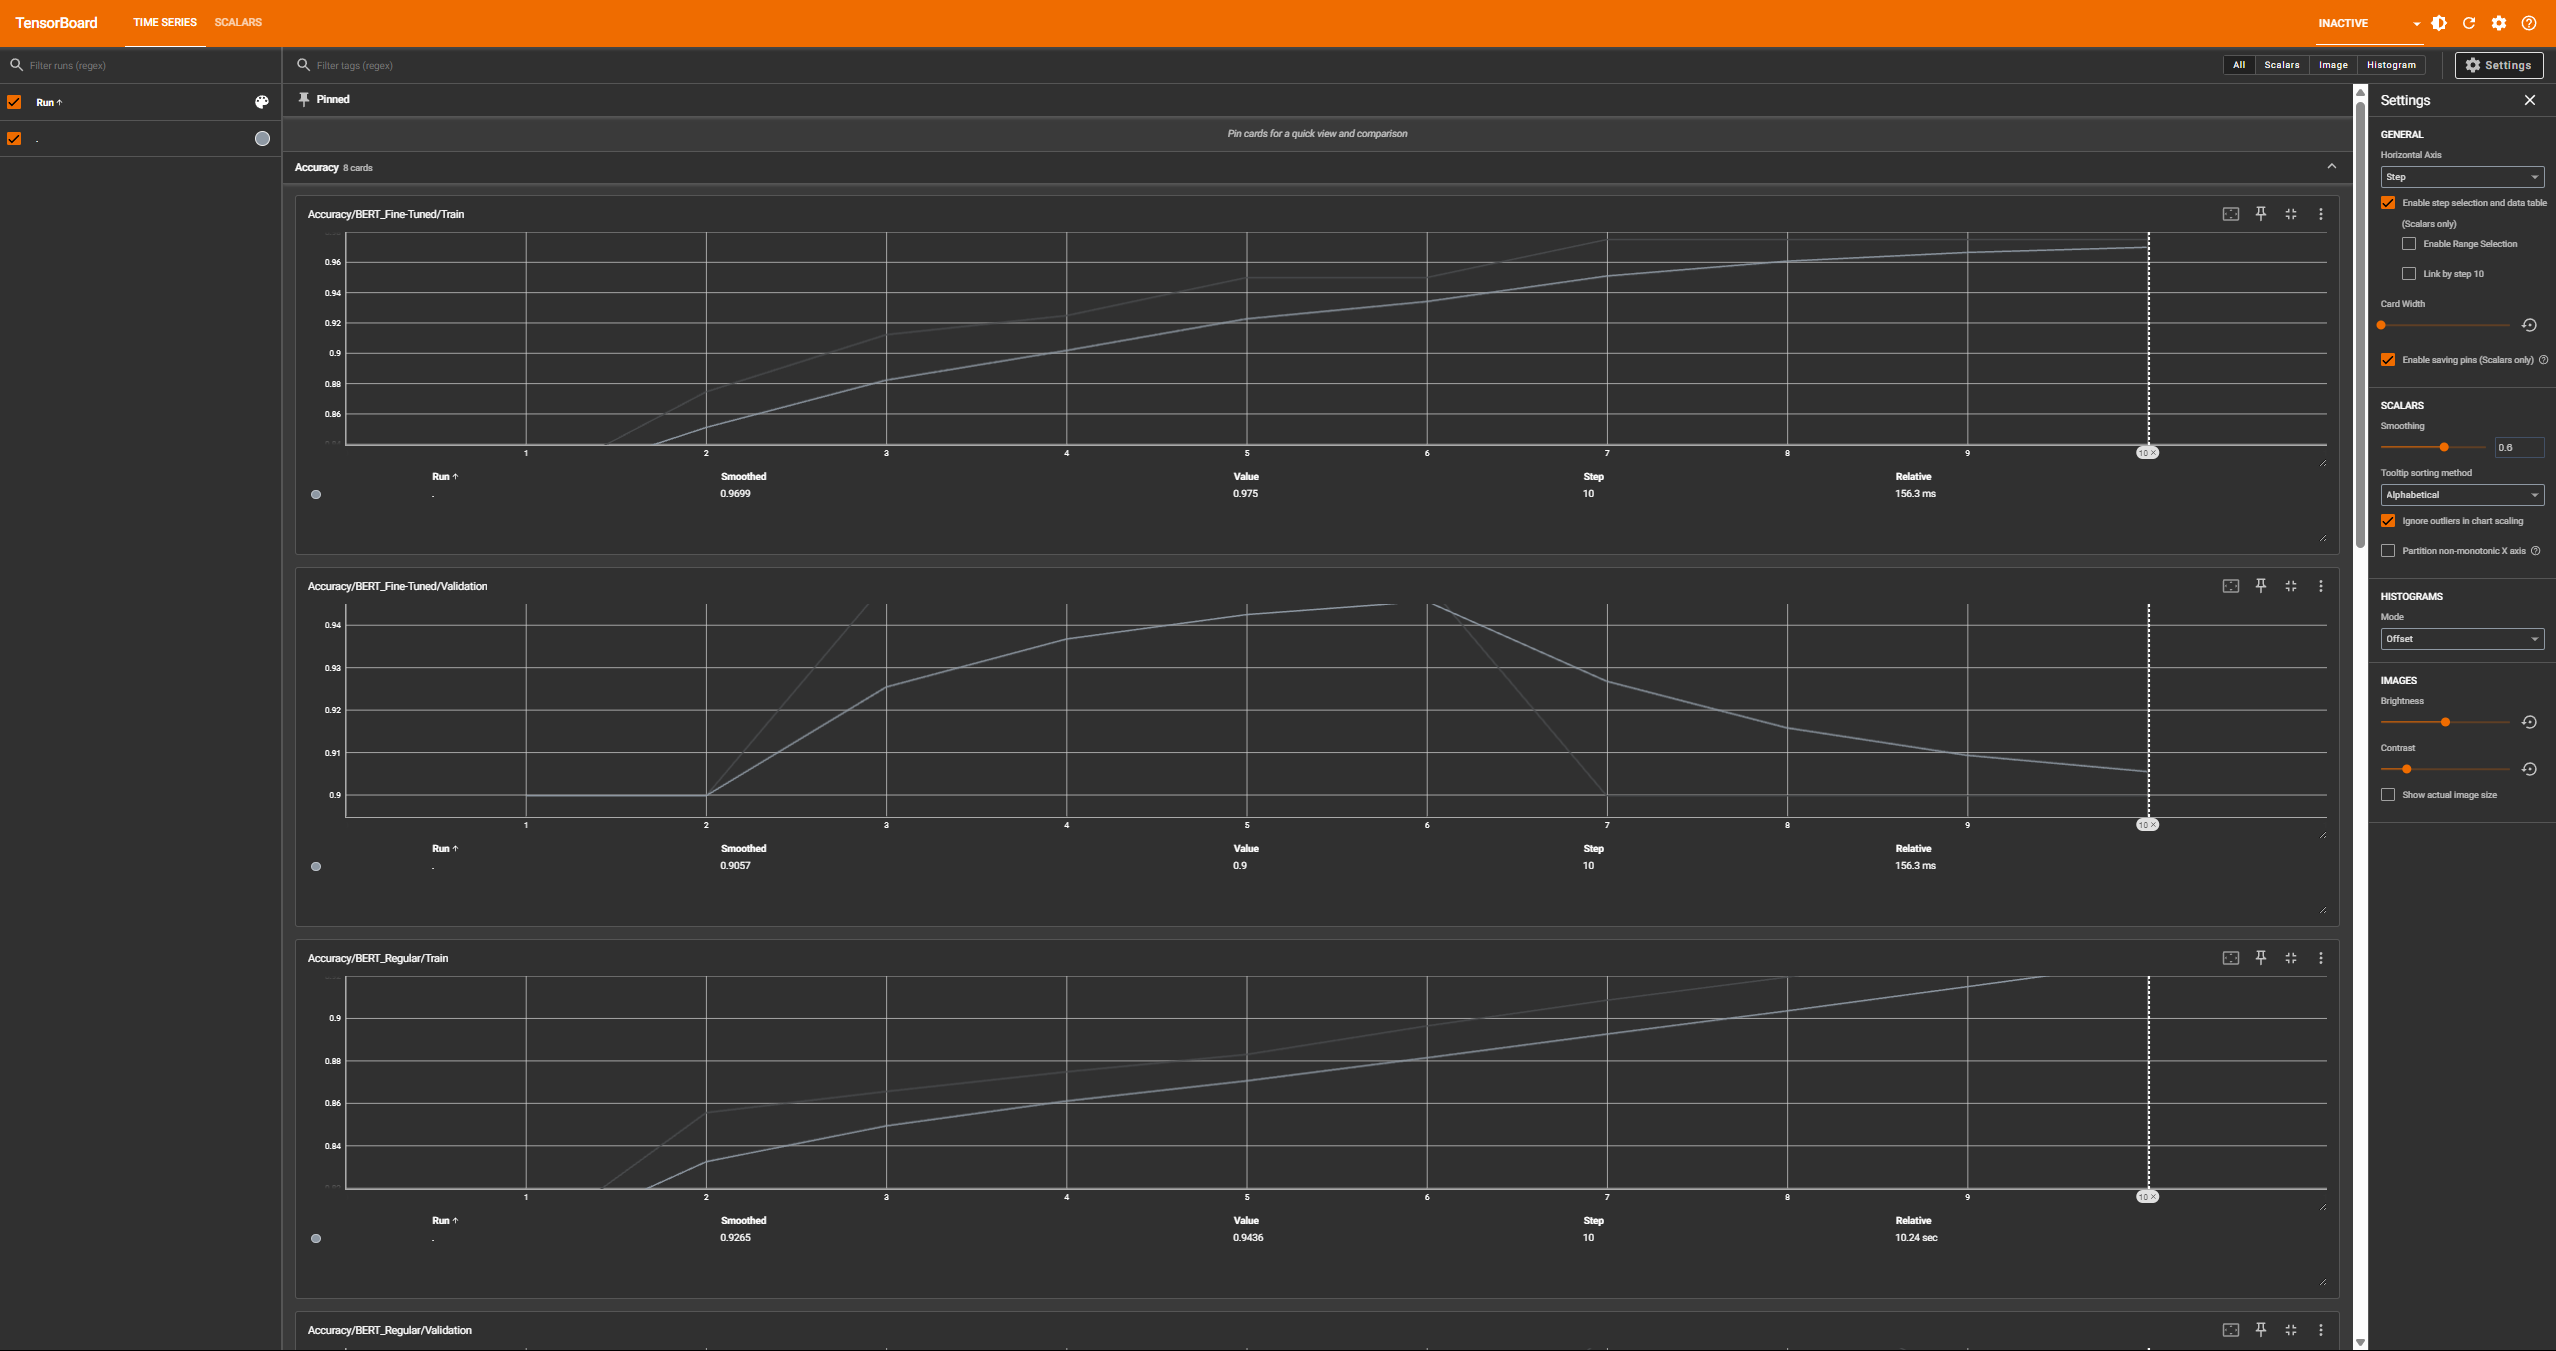 TensorBoard TIME SERIES SCALARS INACTIVE
Filter runs (regex)
Run ↑
.
Filter tags (regex) All Scalars Image Histogram Settings
Pinned
Pin cards for a quick view and comparison
Accuracy 8 cards
Accuracy/BERT_Fine-Tuned/Train
0.96
0.94
0.92
0.9
0.88
0.86
1 2 3 4 5 6 7 8 9 10 ×
Run ↑ Smoothed Value Step Relative
. 0.9699 0.975 10 156.3 ms
Accuracy/BERT_Fine-Tuned/Validation
0.94
0.93
0.92
0.91
0.9
1 2 3 4 5 6 7 8 9 10 ×
Run ↑ Smoothed Value Step Relative
. 0.9057 0.9 10 156.3 ms
Accuracy/BERT_Regular/Train
0.9
0.88
0.86
0.84
1 2 3 4 5 6 7 8 9 10 ×
Run ↑ Smoothed Value Step Relative
. 0.9265 0.9436 10 10.24 sec
Accuracy/BERT_Regular/Validation
Settings
GENERAL
Horizontal Axis
Step
Enable step selection and data table
(Scalars only)
Enable Range Selection
Link by step 10
Card Width
Enable saving pins (Scalars only)
SCALARS
Smoothing
0.6
Tooltip sorting method
Alphabetical
Ignore outliers in chart scaling
Partition non-monotonic X axis
HISTOGRAMS
Mode
Offset
IMAGES
Brightness
Contrast
Show actual image size